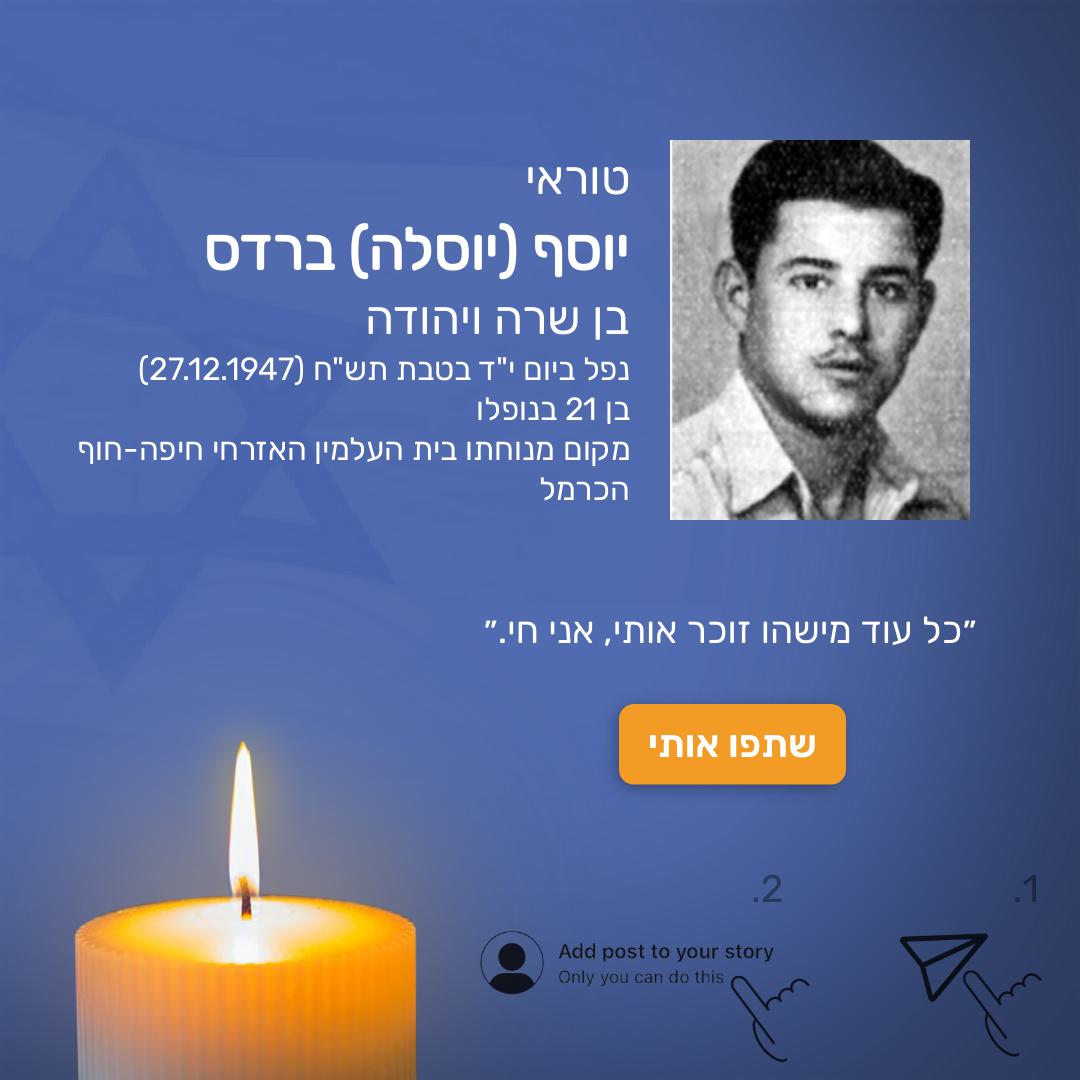 טוראי
יוסף (יוסלה) ברדס
בן שרה ויהודה
נפל ביום י"ד בטבת תש"ח (27.12.1947)
בן 21 בנופלו
מקום מנוחתו בית העלמין האזרחי חיפה-חוף
הכרמל
״כל עוד מישהו זוכר אותי, אני חי.״
שתפו אותי
1.
2.
Add post to your story
Only you can do this